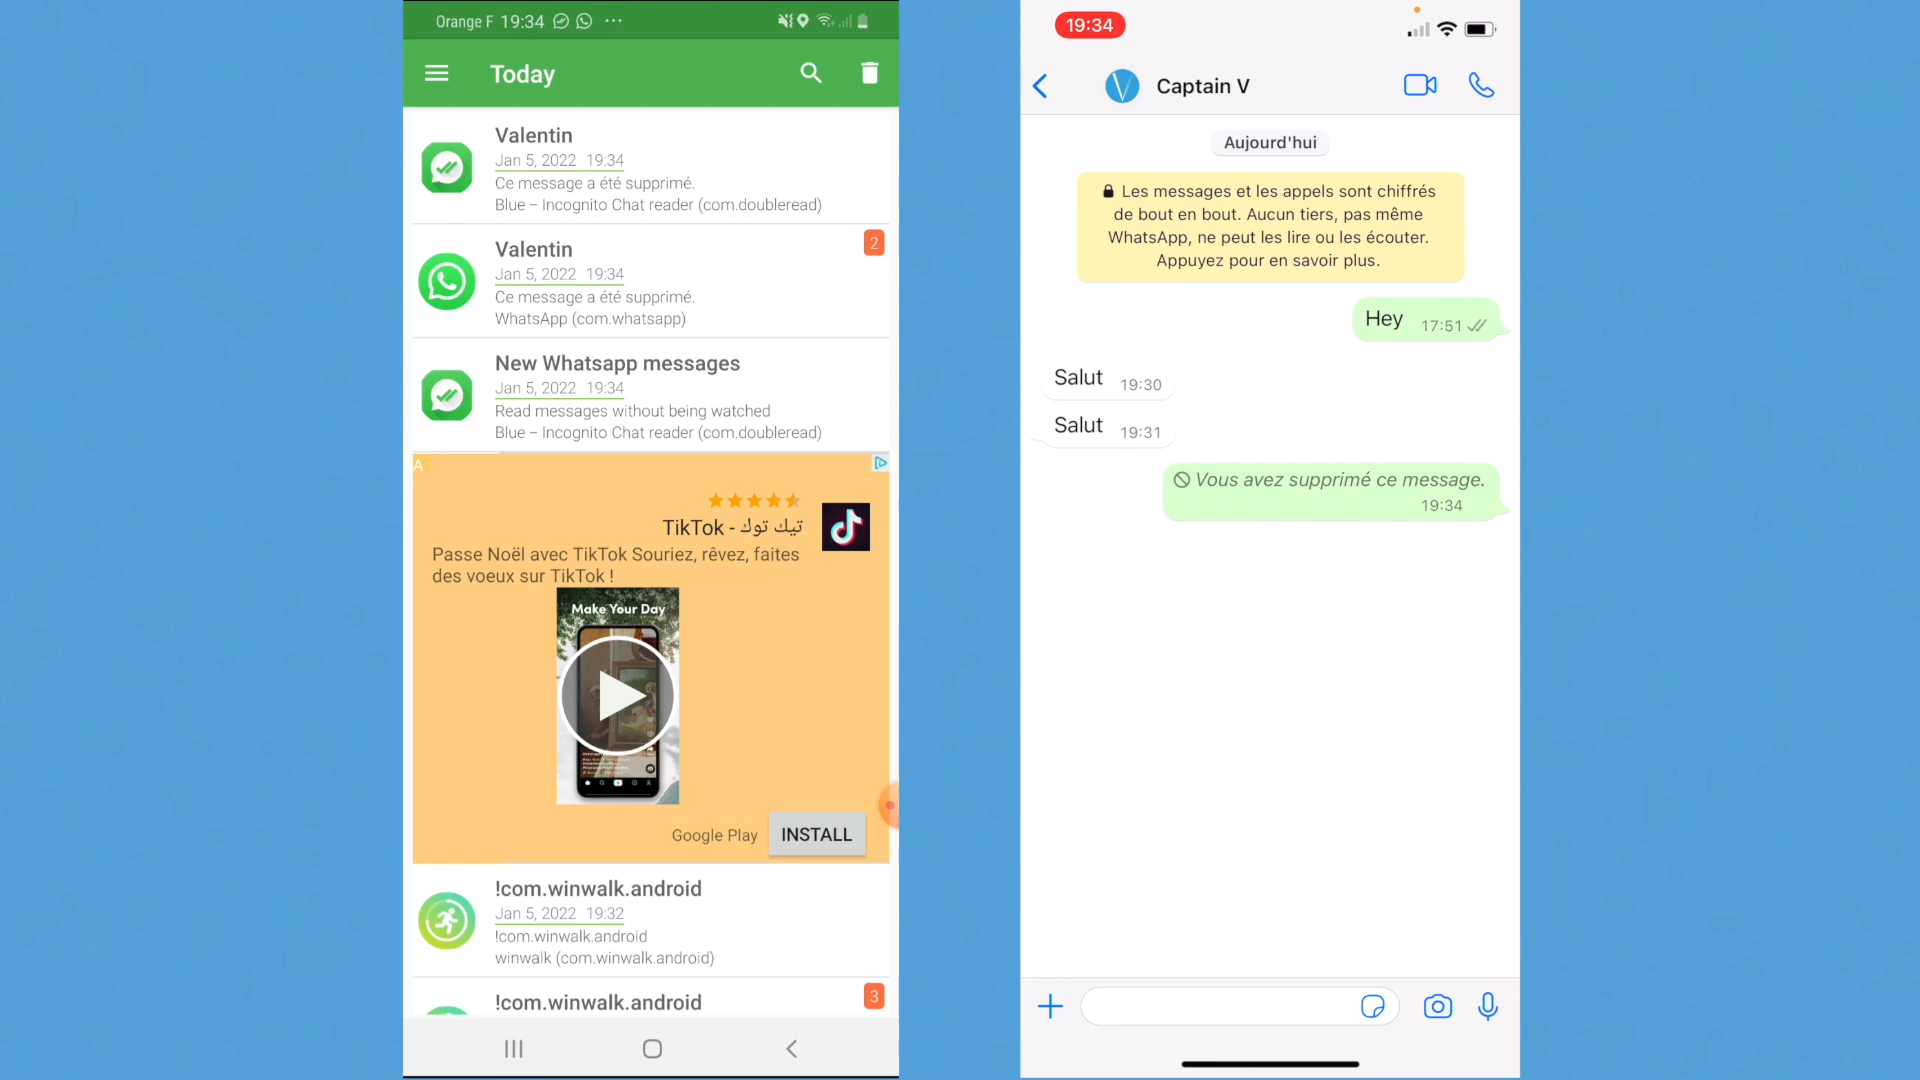 Orange F 19:34
Today
Valentin
Jan 5, 2022 19:34
Ce message a été supprimé.
Blue – Incognito Chat reader (com.doubleread)
Valentin
2
Jan 5, 2022 19:34
Ce message a été supprimé.
WhatsApp (com.whatsapp)
New Whatsapp messages
Jan 5, 2022 19:34
Read messages without being watched
Blue – Incognito Chat reader (com.doubleread)
A
TikTok - تيك توك
Passe Noël avec TikTok Souriez, rêvez, faites
des voeux sur TikTok !
Make Your Day
Google Play
INSTALL
!com.winwalk.android
Jan 5, 2022 19:32
!com.winwalk.android
winwalk (com.winwalk.android)
!com.winwalk.android
3
19:34
Captain V
Aujourd'hui
Les messages et les appels sont chiffrés
de bout en bout. Aucun tiers, pas même
WhatsApp, ne peut les lire ou les écouter.
Appuyez pour en savoir plus.
Hey 17:51
Salut 19:30
Salut 19:31
Vous avez supprimé ce message.
19:34